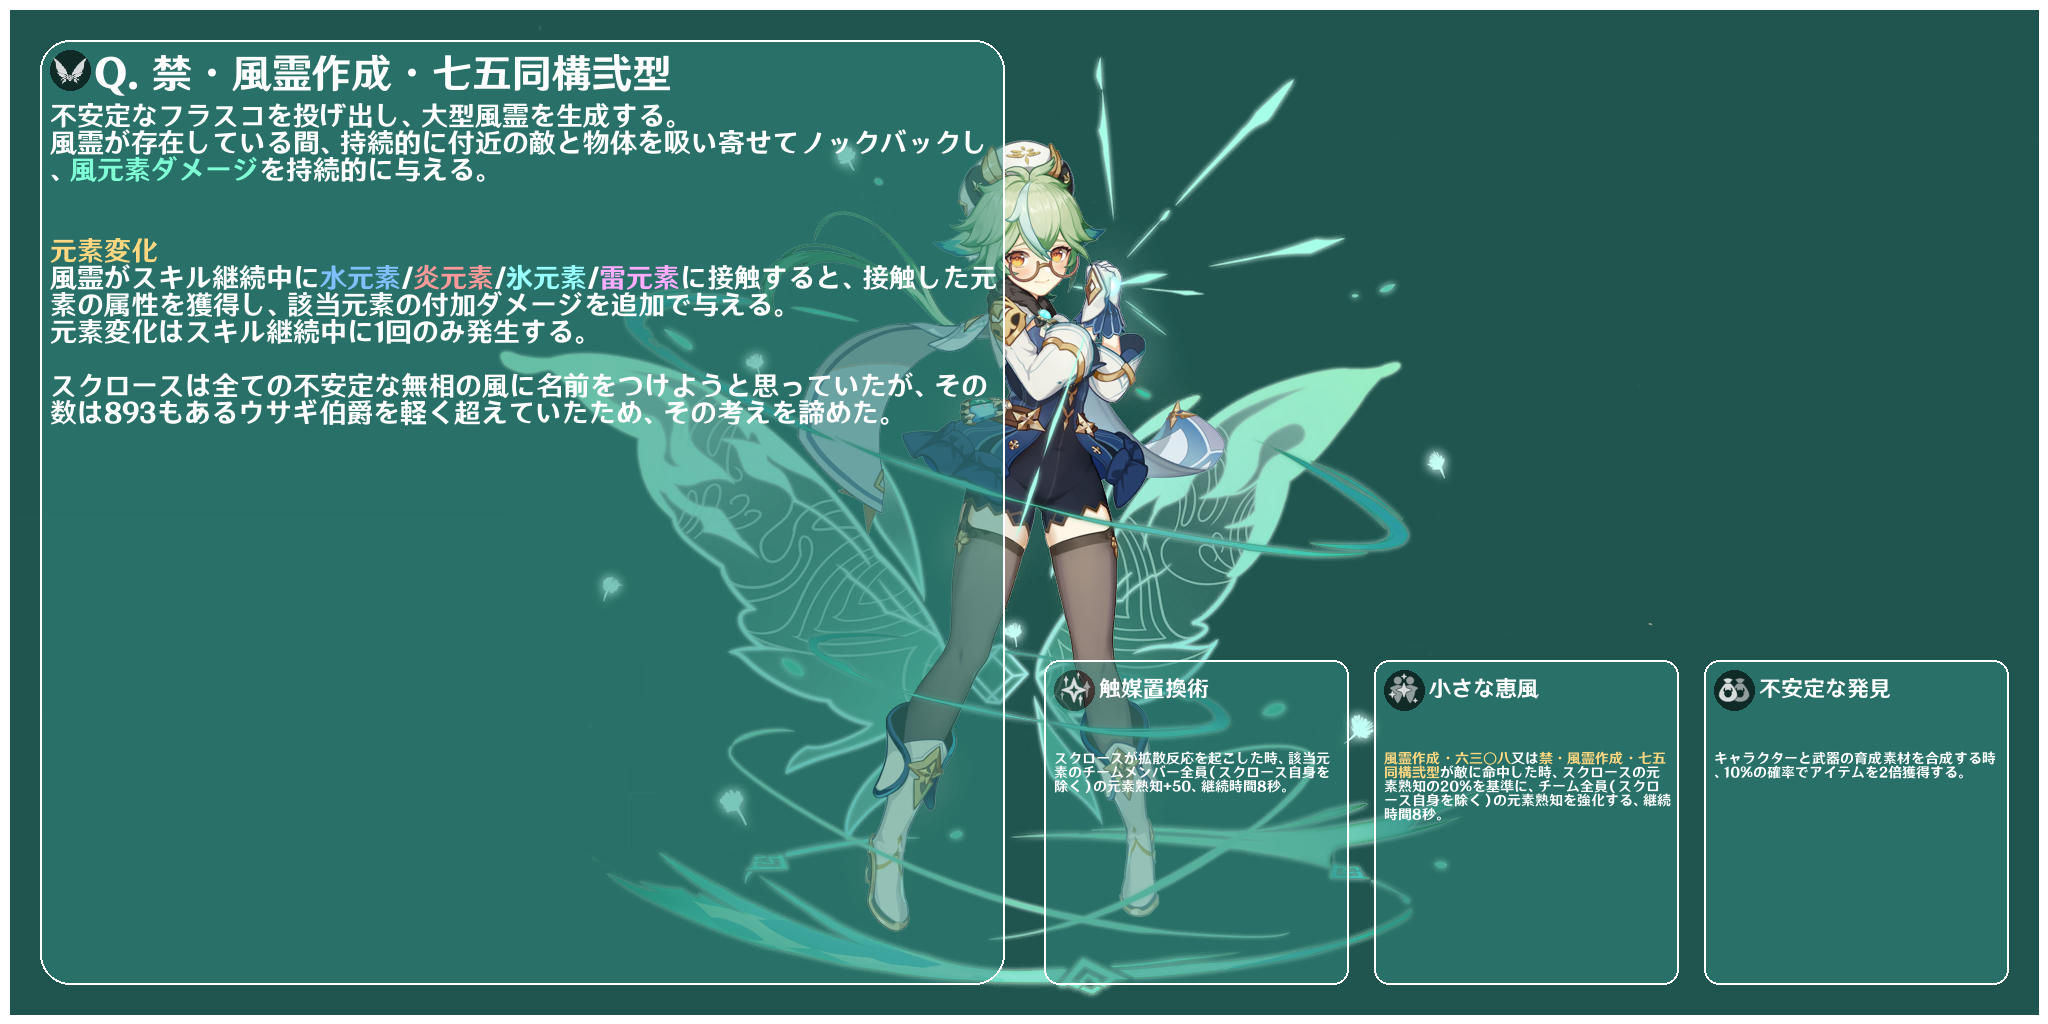 Q. 禁・風霊作成・七五同構弐型
不安定なフラスコを投げ出し、大型風霊を生成する。
風霊が存在している間、持続的に付近の敵と物体を吸い寄せてノックバックし
、風元素ダメージを持続的に与える。
元素変化
風霊がスキル継続中に水元素/炎元素/氷元素/雷元素に接触すると、接触した元
素の属性を獲得し、該当元素の付加ダメージを追加で与える。
元素変化はスキル継続中に1回のみ発生する。
スクロースは全ての不安定な無相の風に名前をつけようと思っていたが、その
数は893もあるウサギ伯爵を軽く超えていたため、その考えを諦めた。
触媒置換術
スクロースが拡散反応を起こした時、該当元
素のチームメンバー全員(スクロース自身を
除く)の元素熟知+50、継続時間8秒。
小さな恵風
風霊作成・六三〇八又は禁・風霊作成・七五
同構弐型が敵に命中した時、スクロースの元
素熟知の20%を基準に、チーム全員(スクロ
ース自身を除く)の元素熟知を強化する、継続
時間8秒。
不安定な発見
キャラクターと武器の育成素材を合成する時
、10%の確率でアイテムを2倍獲得する。